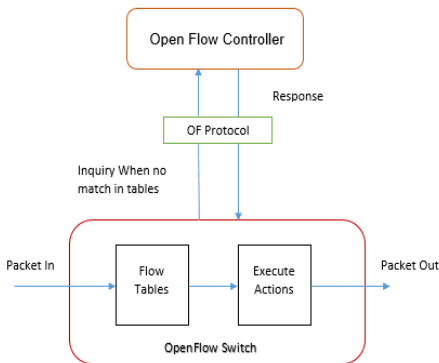 Open Flow Controller
Response
OF Protocol
Inquiry When no
match in tables
Packet In
Flow
Tables
Execute
Actions
Packet Out
OpenFlow Switch